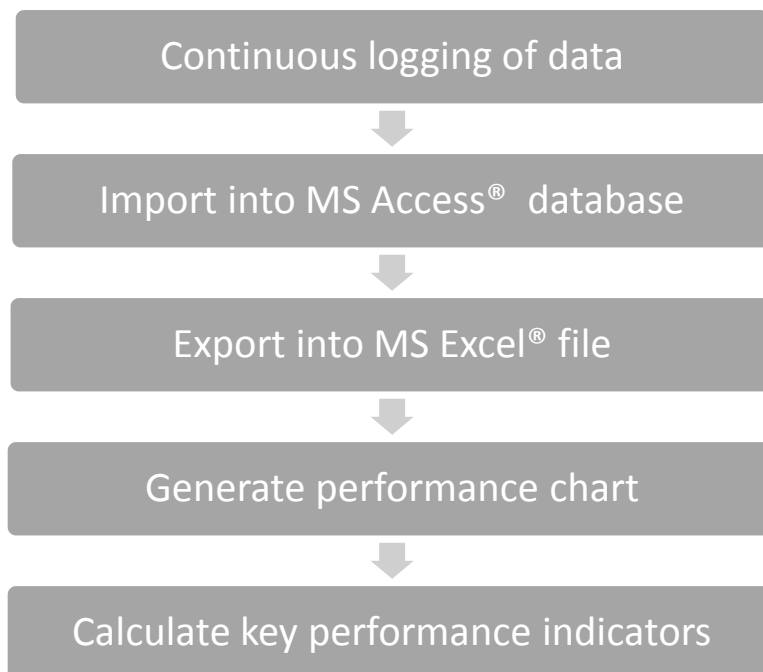 Continuous logging of data
Import into MS Access® database
Export into MS Excel® file
Generate performance chart
Calculate key performance indicators